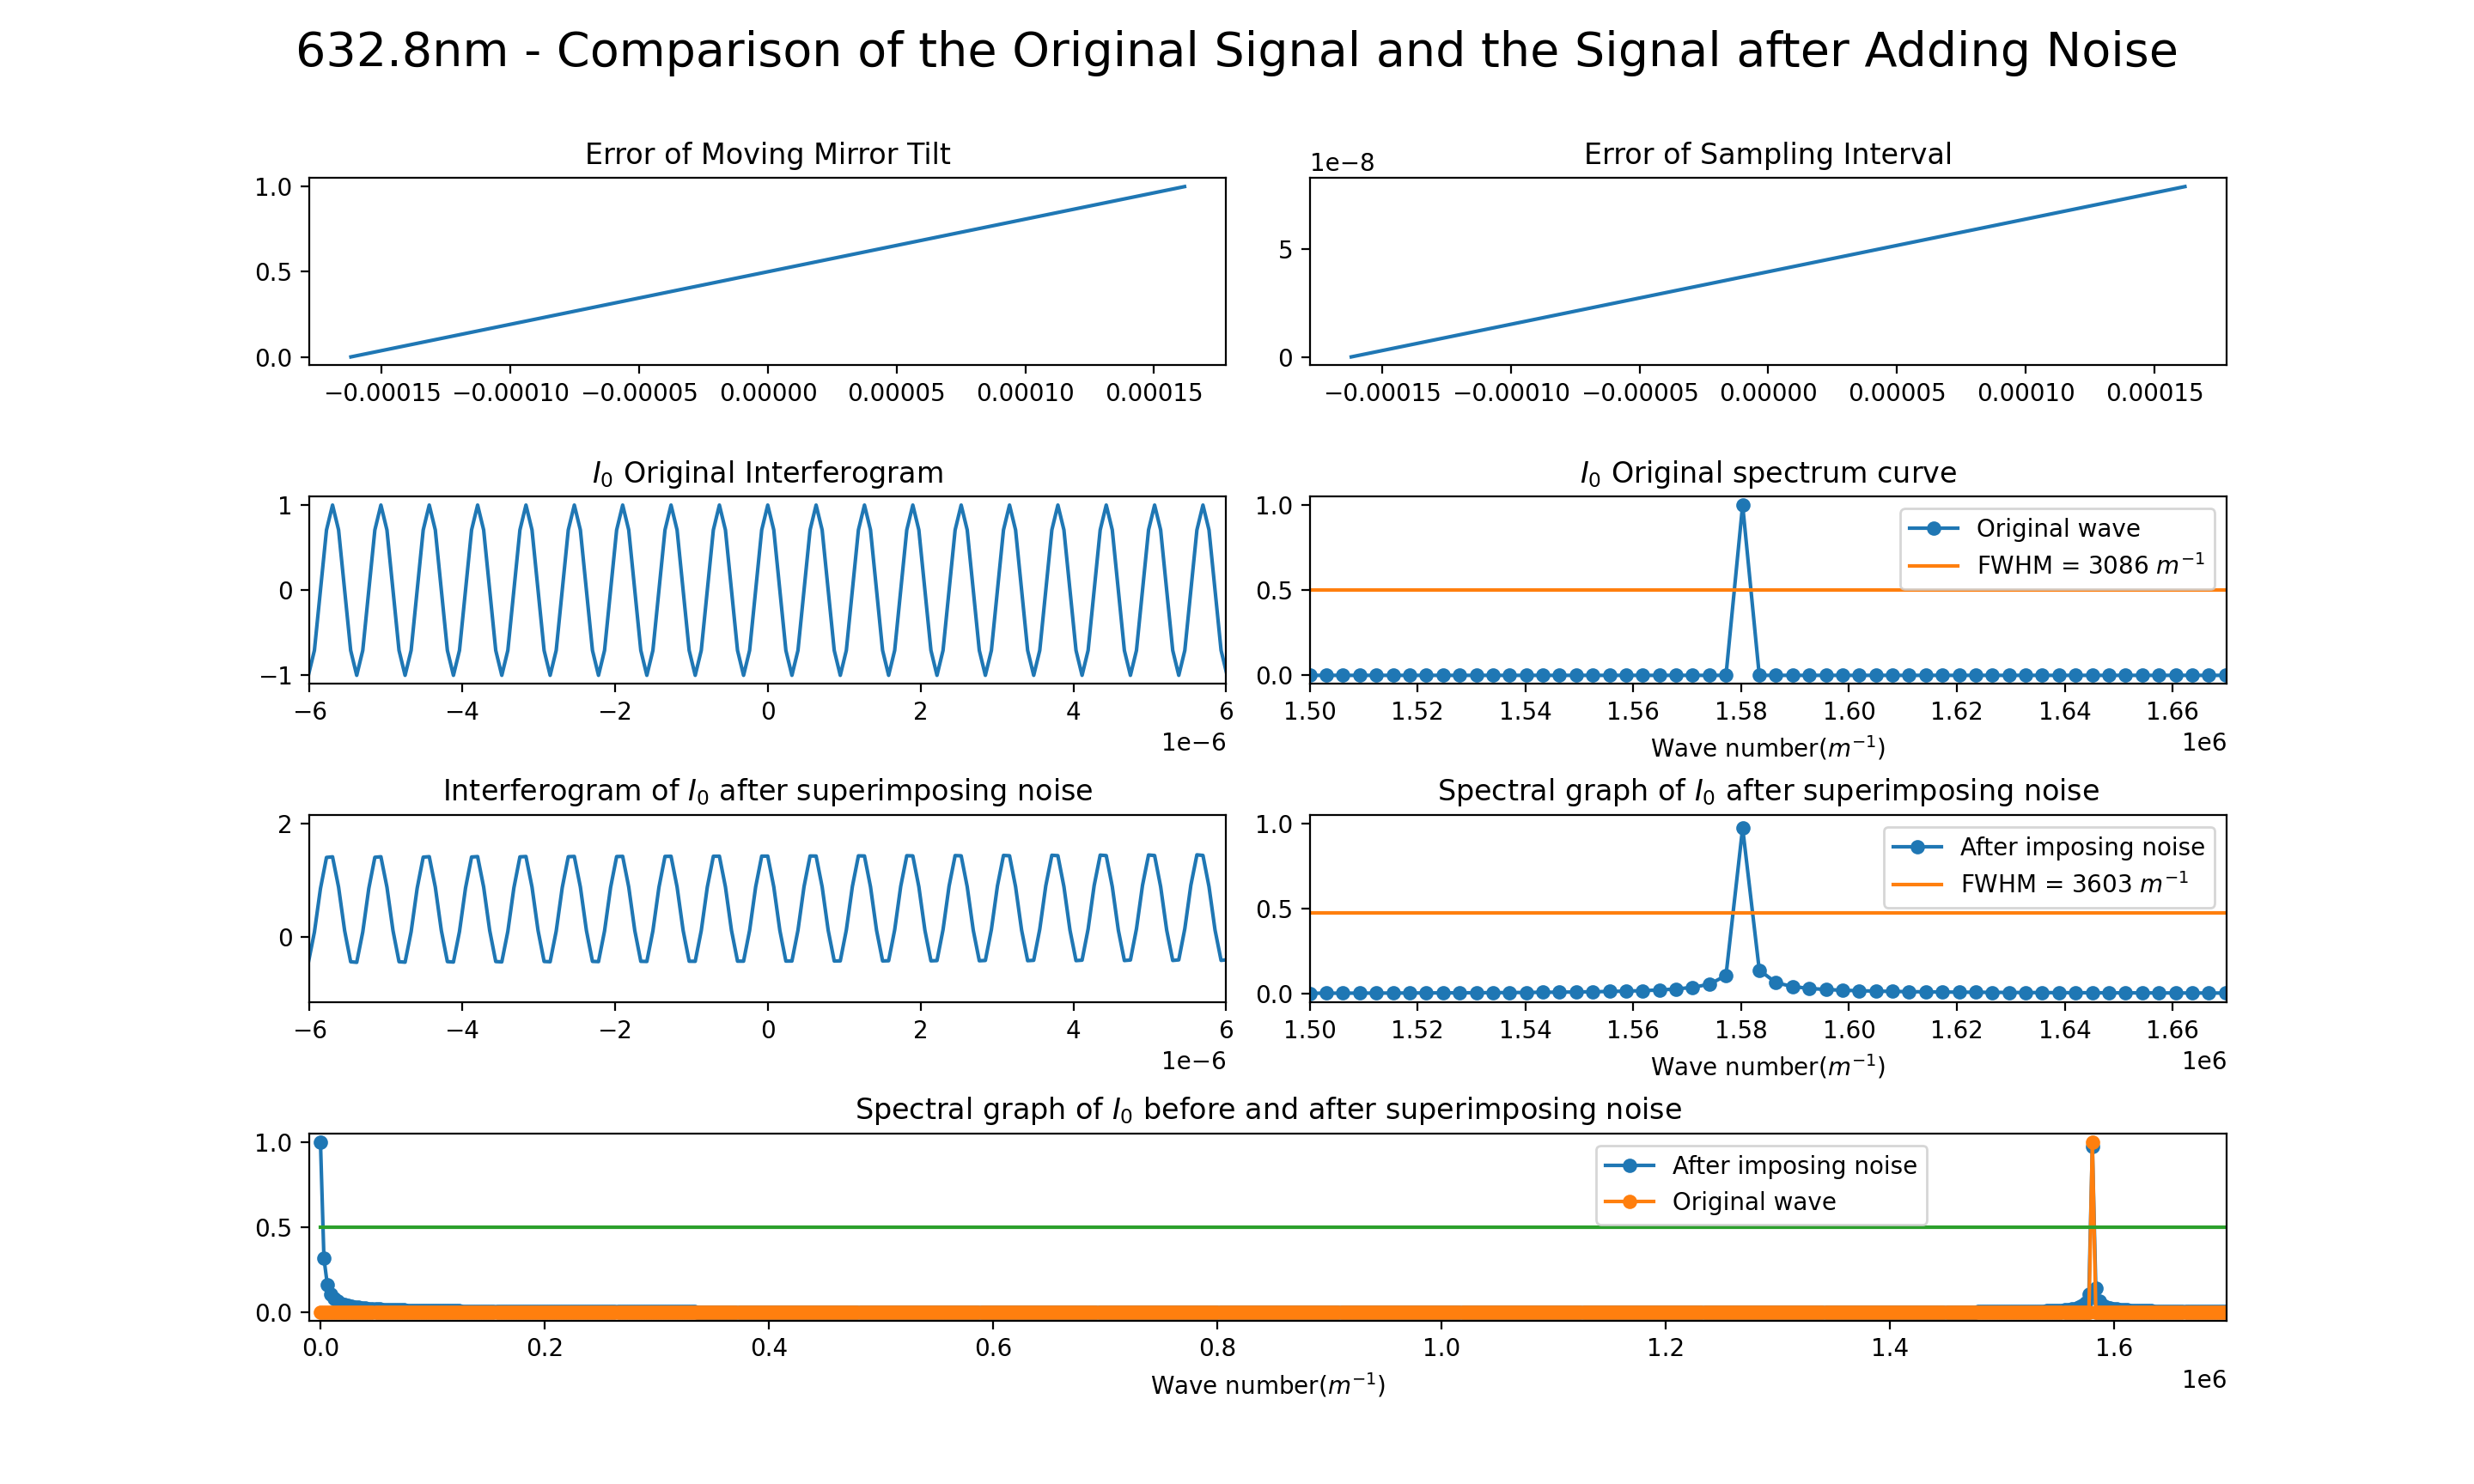 632.8nm - Comparison of the Original Signal and the Signal after Adding Noise
Error of Moving Mirror Tilt
1.0
0.5
0.0
−0.00015 −0.00010 −0.00005 0.00000 0.00005 0.00010 0.00015
Error of Sampling Interval
1e−8
5
0
−0.00015 −0.00010 −0.00005 0.00000 0.00005 0.00010 0.00015
I₀ Original Interferogram
1
0
−1
−6 −4 −2 0 2 4 6
1e−6
I₀ Original spectrum curve
1.0
0.5
0.0
Original wave
FWHM = 3086 m⁻¹
1.50 1.52 1.54 1.56 1.58 1.60 1.62 1.64 1.66
Wave number(m⁻¹)
1e6
Interferogram of I₀ after superimposing noise
2
0
−6 −4 −2 0 2 4 6
1e−6
Spectral graph of I₀ after superimposing noise
1.0
0.5
0.0
After imposing noise
FWHM = 3603 m⁻¹
1.50 1.52 1.54 1.56 1.58 1.60 1.62 1.64 1.66
Wave number(m⁻¹)
1e6
Spectral graph of I₀ before and after superimposing noise
1.0
0.5
0.0
After imposing noise
Original wave
0.0 0.2 0.4 0.6 0.8 1.0 1.2 1.4 1.6
Wave number(m⁻¹)
1e6